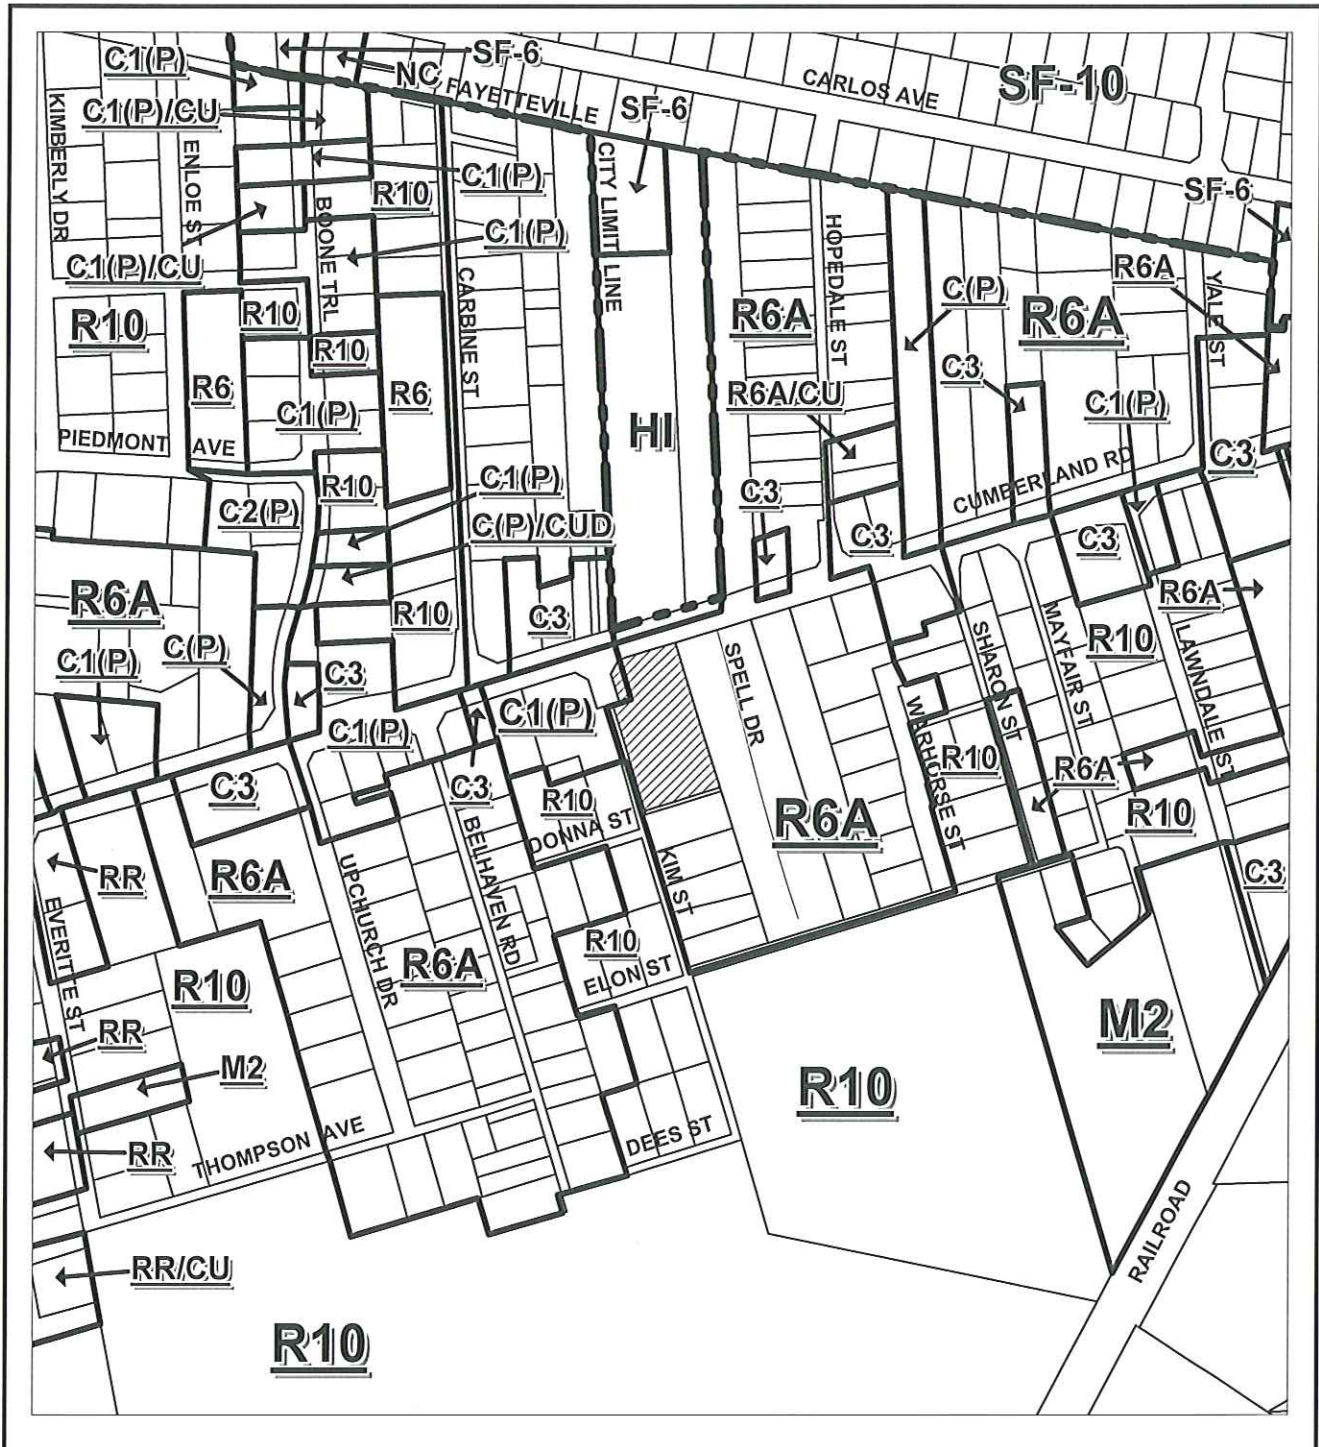 C1(P)
SF-6
NC
FAYETTEVILLE
CARLOS AVE
SF-10
KIMBERLY DR
C1(P)/CU
ENLOE ST
SF-6
CITY LIMIT LINE
C1(P)
R10
BOONE TRL
C1(P)
C1(P)/CU
CARBINE ST
HOPEDALE ST
SF-6
R6A
YALE ST
C(P)
R10
R10
R10
R6A
R6A
C3
R6
R6
R6A/CU
C1(P)
C1(P)
HI
PIEDMONT AVE
CUMBERLAND RD
C3
R10
C1(P)
C3
C2(P)
C(P)/CUD
C3
C3
R6A
R10
C3
R6A
C1(P)
C(P)
C3
SPELL DR
SHARON ST
MAYFAIR ST
R10
LAWNDALE ST
C1(P)
C1(P)
C3
C3
R10
WARHORSE ST
R10
R6A
R6A
R10
DONNA ST
BELHAVEN RD
KIM ST
RR
R6A
UPCHURCH DR
C3
EVERITTE ST
R10
R6A
R10
ELON ST
M2
RR
M2
R10
RR
THOMPSON AVE
DEES ST
RAILROAD
RR/CU
R10